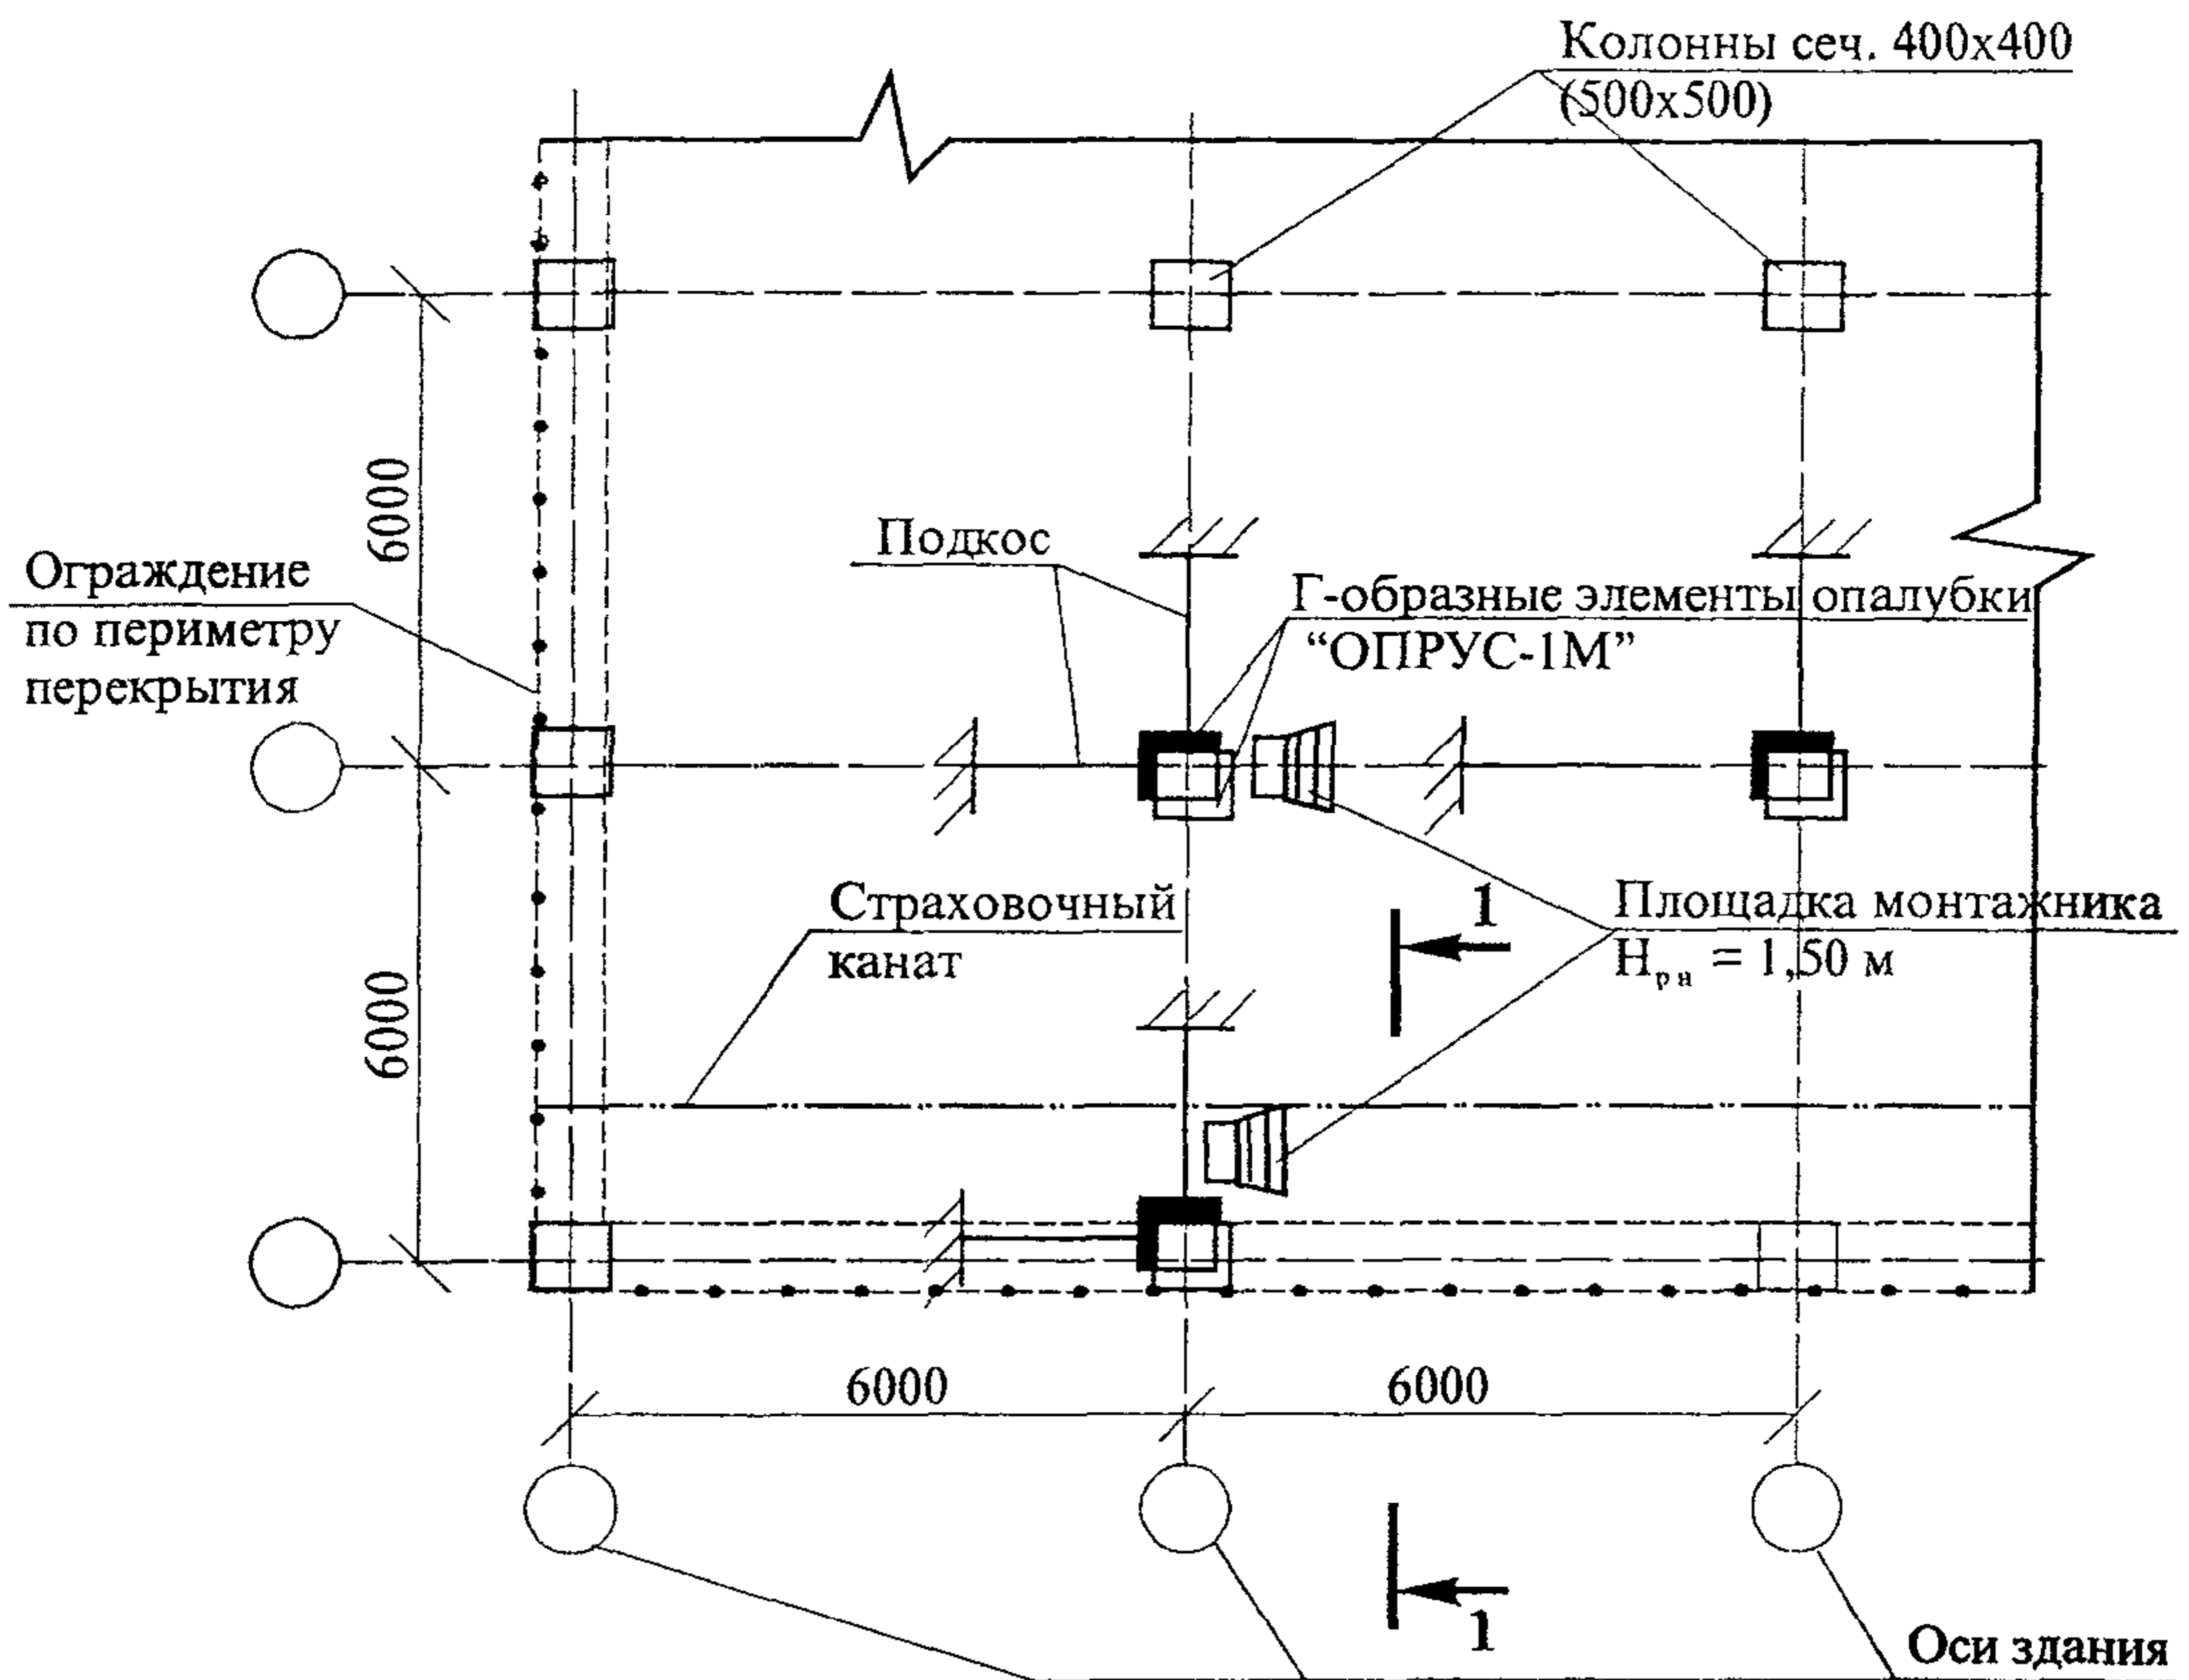 Колонны сеч. 400х400
(500х500)
6000
Подкос
Ограждение
по периметру
перекрытия
Г-образные элементы опалубки
“ОПРУС-1М”
Страховочный
канат
1
Площадка монтажника
Нрн = 1,50 м
6000
6000
6000
1
Оси здания